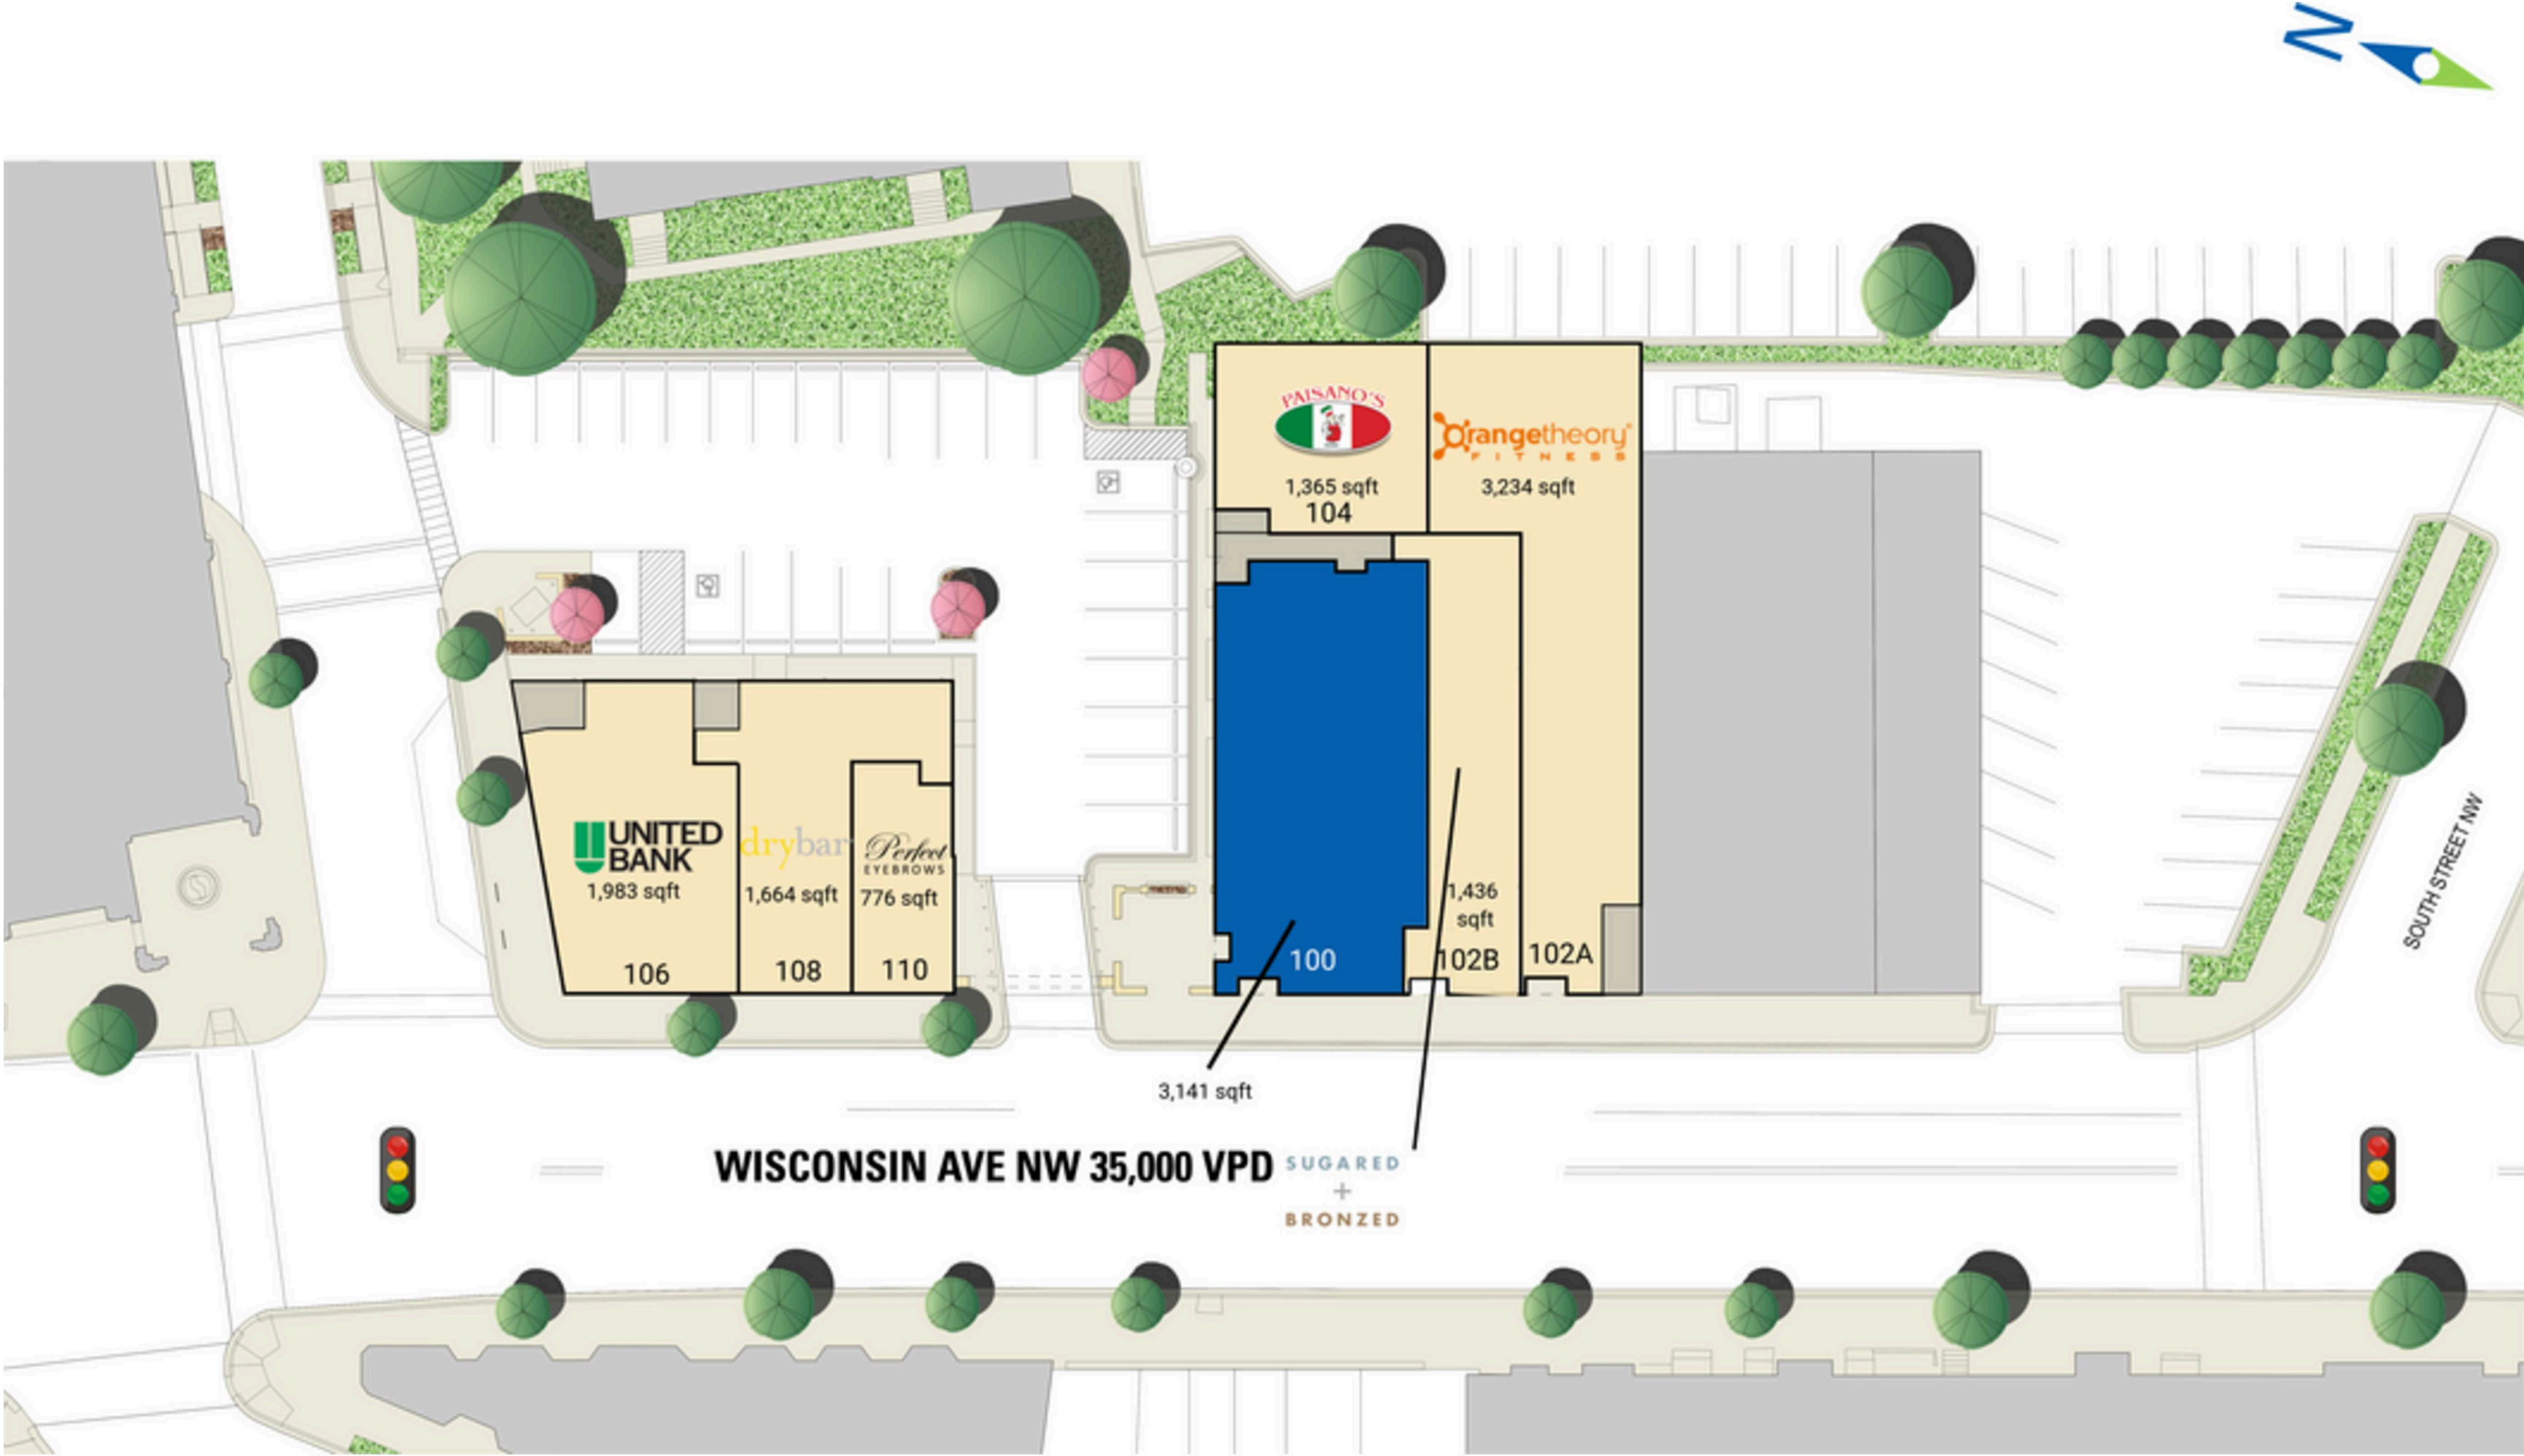 N
PAISANO'S
1,365 sqft
104
orangetheory®
FITNESS
3,234 sqft
UNITED
BANK
1,983 sqft
106
drybar
1,664 sqft
108
Perfect
EYEBROWS
776 sqft
110
100
3,141 sqft
1,436
sqft
102B
102A
SOUTH STREET NW
WISCONSIN AVE NW 35,000 VPD
SUGARED
+
BRONZED